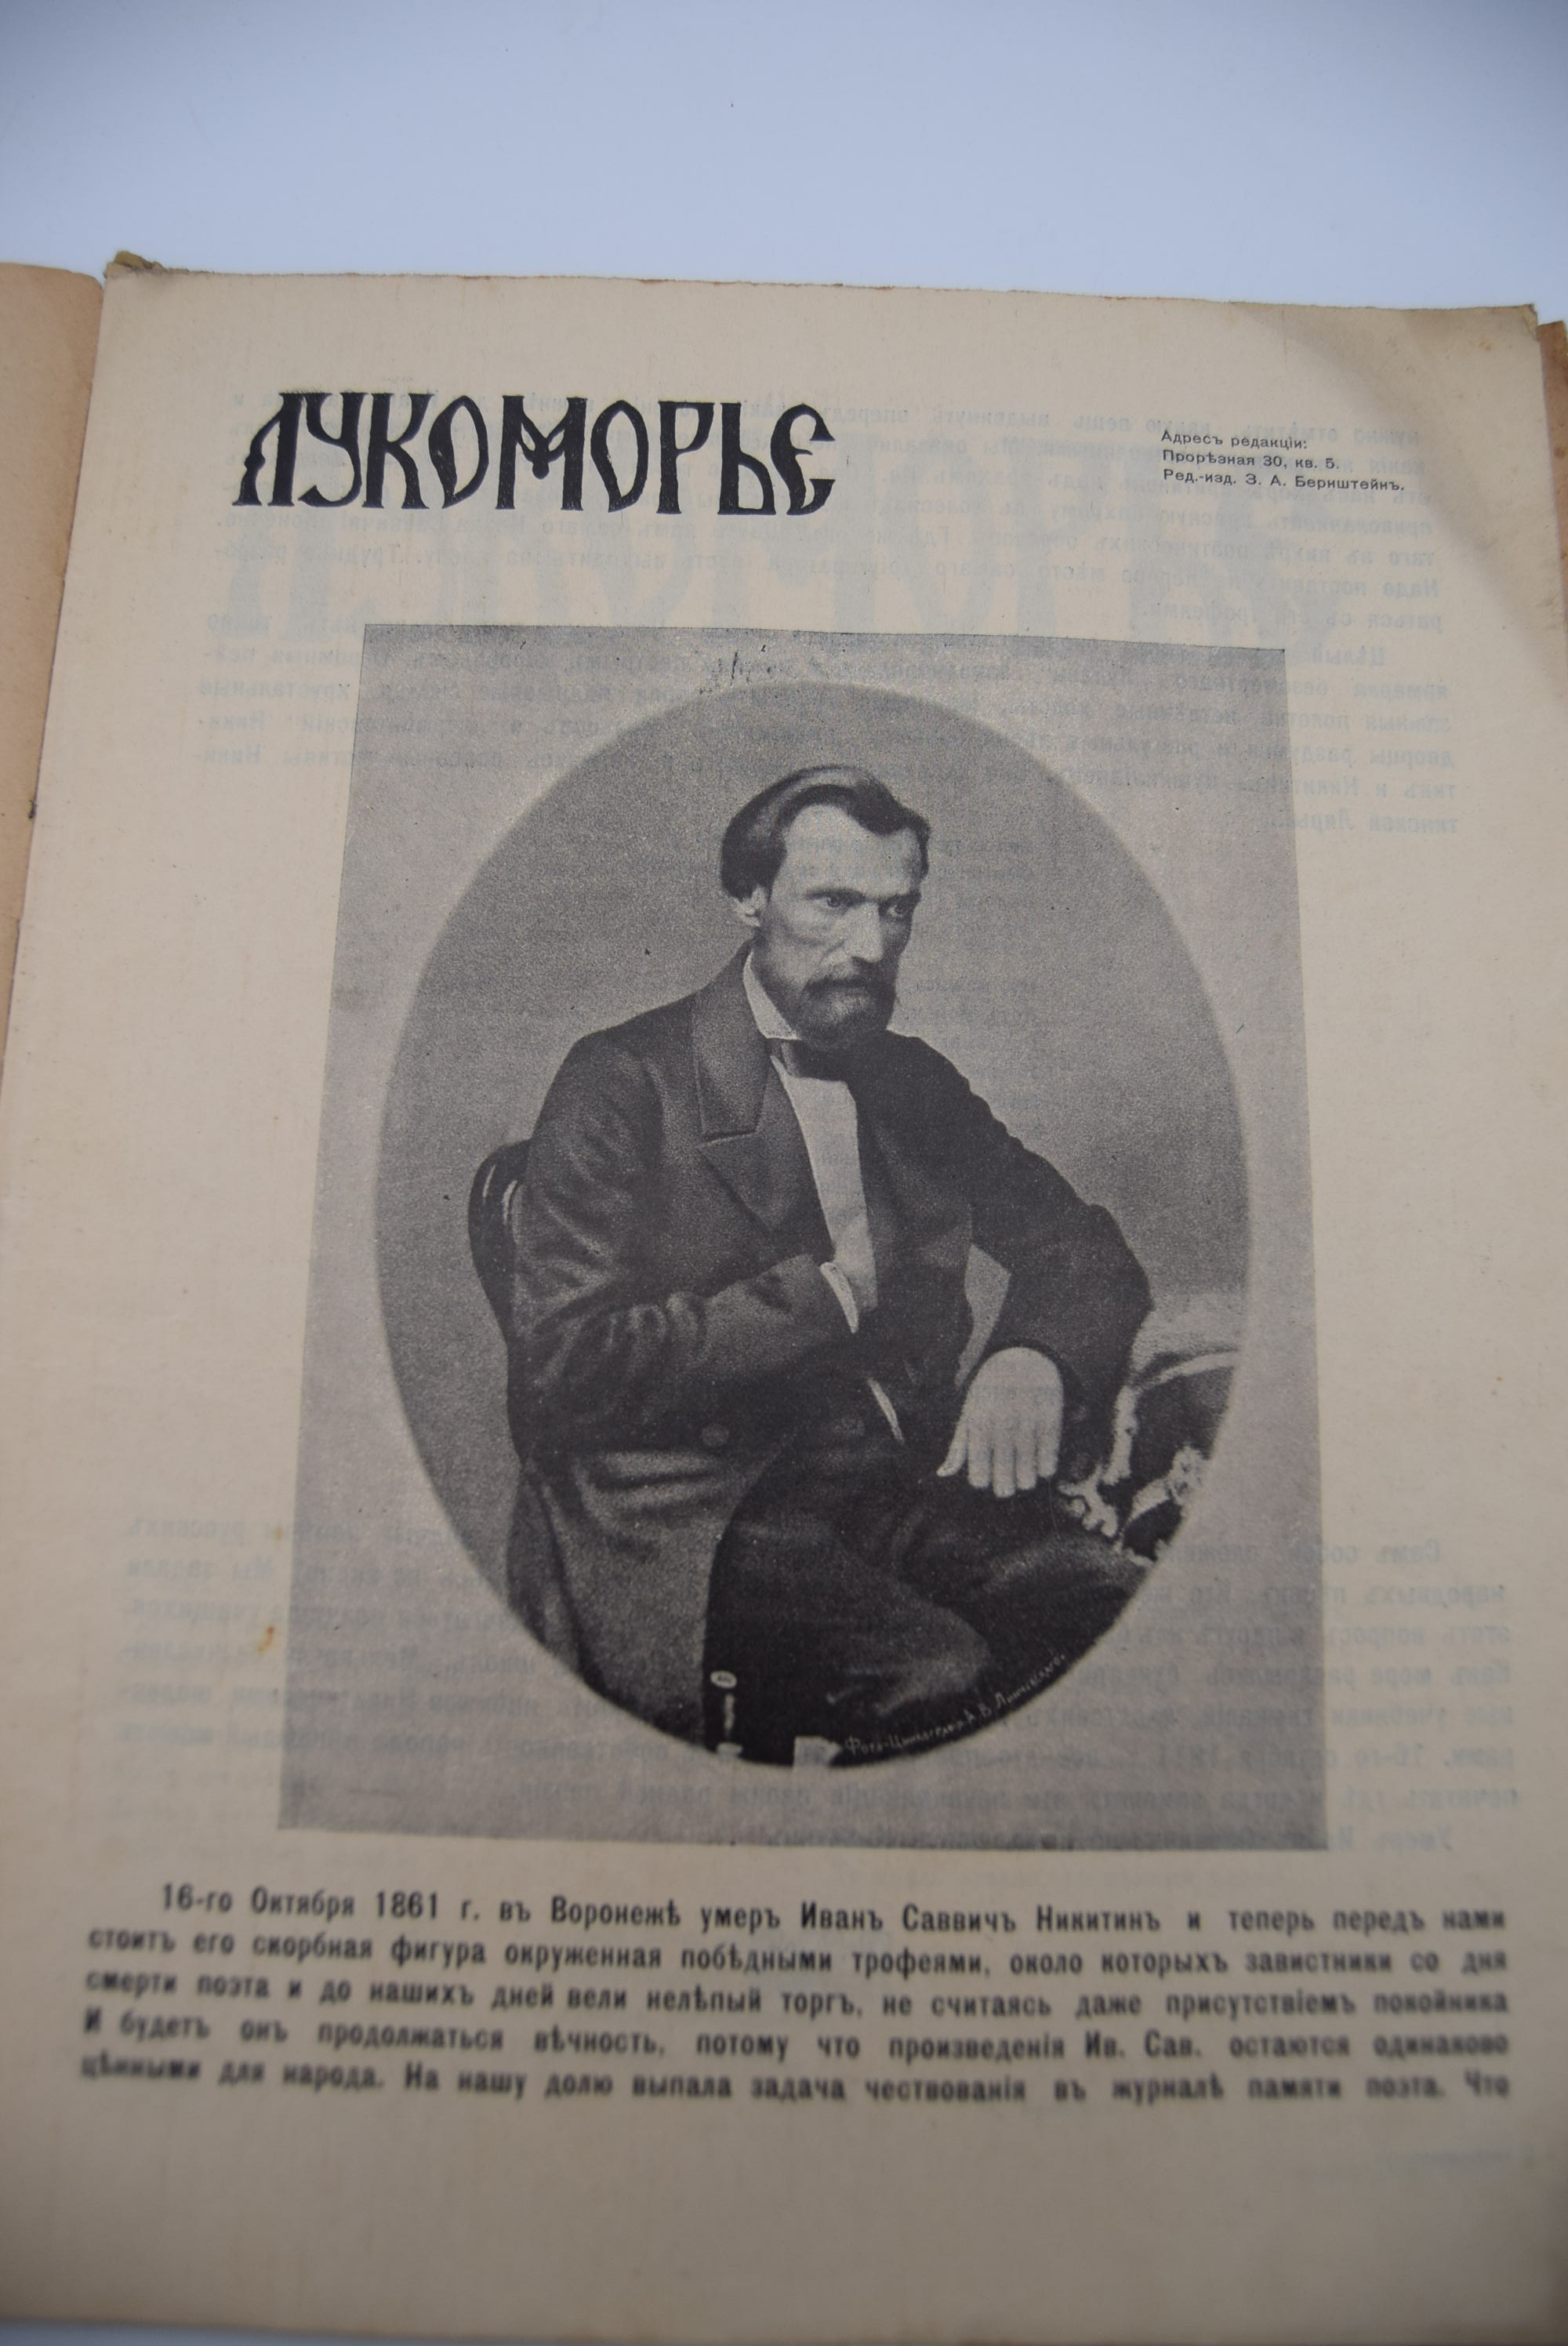 ЛУКОМОРЬЕ
Адресъ редакціи:
Прорѣзная 30, кв. 5.
Ред.-изд. З. А. Бернштейнъ.
Фото-Цинкографія А. В.
16-го Октября 1861 г. въ Воронежѣ умеръ Иванъ Саввичъ Никитинъ и теперь передъ нами
стоитъ его скорбная фигура окруженная побѣдными трофеями, около которыхъ завистники со дня
смерти поэта и до нашихъ дней вели нелѣпый торгъ, не считаясь даже присутствіемъ покойника
И будетъ онъ продолжаться вѣчность, потому что произведенія Ив. Сав. остаются одинаково
цѣнными для народа. На нашу долю выпала задача чествованія въ журналѣ памяти поэта. Что